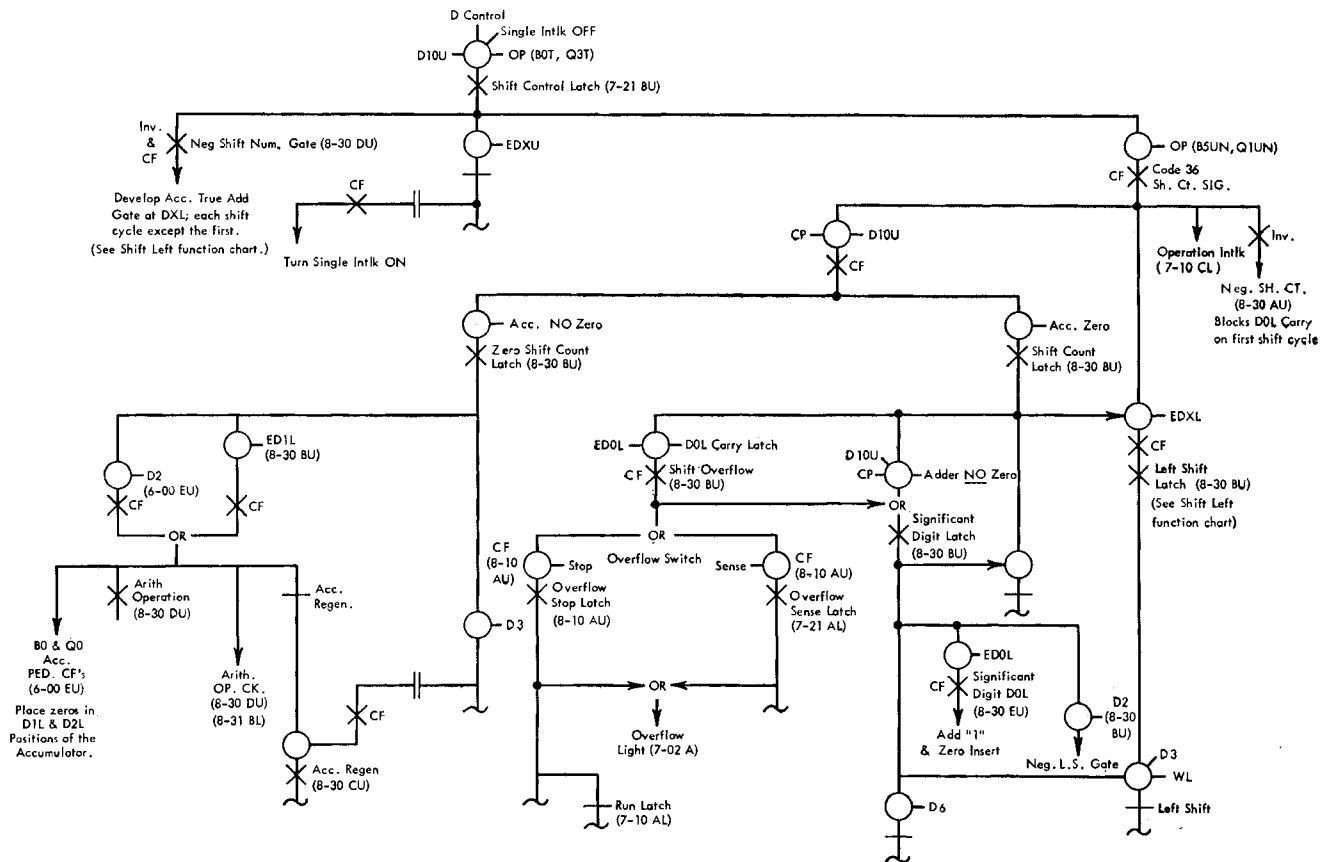 D Control
Single Intlk OFF
D10U
OP (B0T, Q3T)
Shift Control Latch (7-21 BU)
Inv.
&
CF
Neg Shift Num. Gate (8-30 DU)
EDXU
OP (B5UN, Q1UN)
Develop Acc. True Add
Gate at DXL; each shift
cycle except the first.
(See Shift Left function chart.)
CF
Turn Single Intlk ON
CF
Code 36
Sh. Ct. SIG.
CP
D10U
CF
Operation Intlk
(7-10 CL)
Inv.
Neg. SH. CT.
(8-30 AU)
Blocks D0L Carry
on first shift cycle
Acc. NO Zero
Zero Shift Count
Latch (8-30 BU)
Acc. Zero
Shift Count
Latch (8-30 BU)
ED1L
(8-30 BU)
D2
(6-00 EU)
CF
CF
OR
ED0L
D0L Carry Latch
CF
Shift Overflow
(8-30 BU)
D10U
CP
Adder NO Zero
OR
Significant
Digit Latch
(8-30 BU)
EDXL
CF
Left Shift
Latch (8-30 BU)
(See Shift Left
function chart)
OR
Overflow Switch
CF
(8-10
AU)
Stop
Overflow
Stop Latch
(8-10 AU)
Sense
CF
(8-10 AU)
Overflow
Sense Latch
(7-21 AL)
Arith
Operation
(8-30 DU)
Acc.
Regen.
D3
B0 & Q0
Acc.
PED. CF's
(6-00 EU)
Place zeros in
D1L & D2L
Positions of the
Accumulator.
Arith.
OP. CK.
(8-30 DU)
(8-31 BL)
CF
Acc. Regen
(8-30 CU)
OR
Overflow
Light (7-02 A)
Run Latch
(7-10 AL)
ED0L
CF
Significant
Digit D0L
(8-30 EU)
Add "1"
& Zero Insert
D2
(8-30
BU)
Neg. L.S. Gate
D3
WL
D6
Left Shift